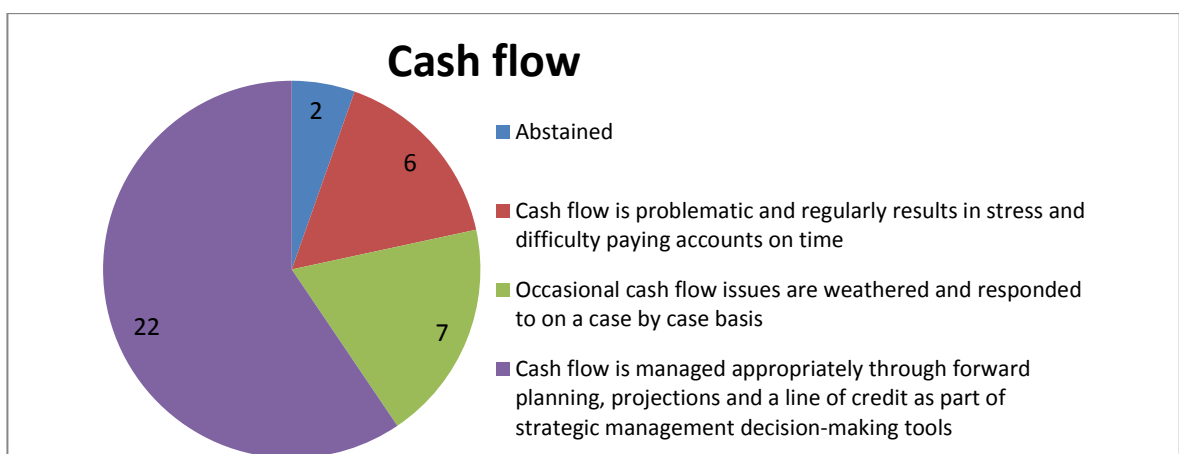 Cash flow
2
Abstained
6
Cash flow is problematic and regularly results in stress and
difficulty paying accounts on time
Occasional cash flow issues are weathered and responded
to on a case by case basis
22
7
Cash flow is managed appropriately through forward
planning, projections and a line of credit as part of
strategic management decision-making tools